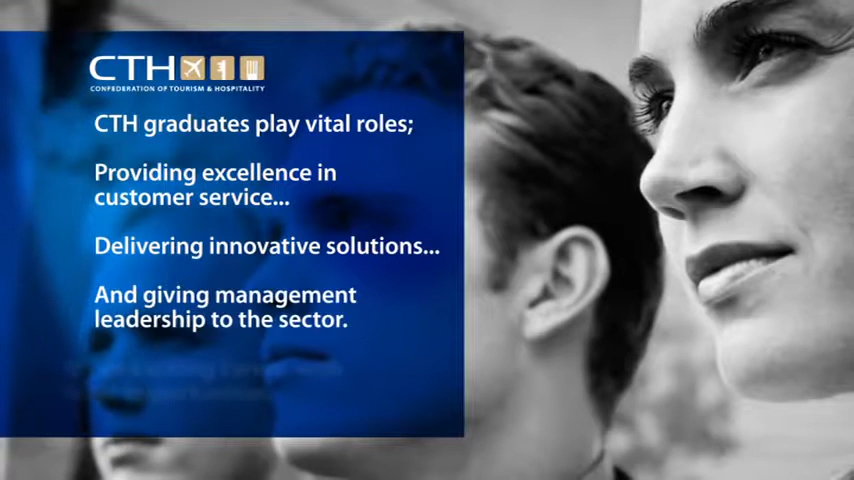 CTH
CONFEDERATION OF TOURISM & HOSPITALITY
CTH graduates play vital roles;
Providing excellence in
customer service...
Delivering innovative solutions...
And giving management
leadership to the sector.